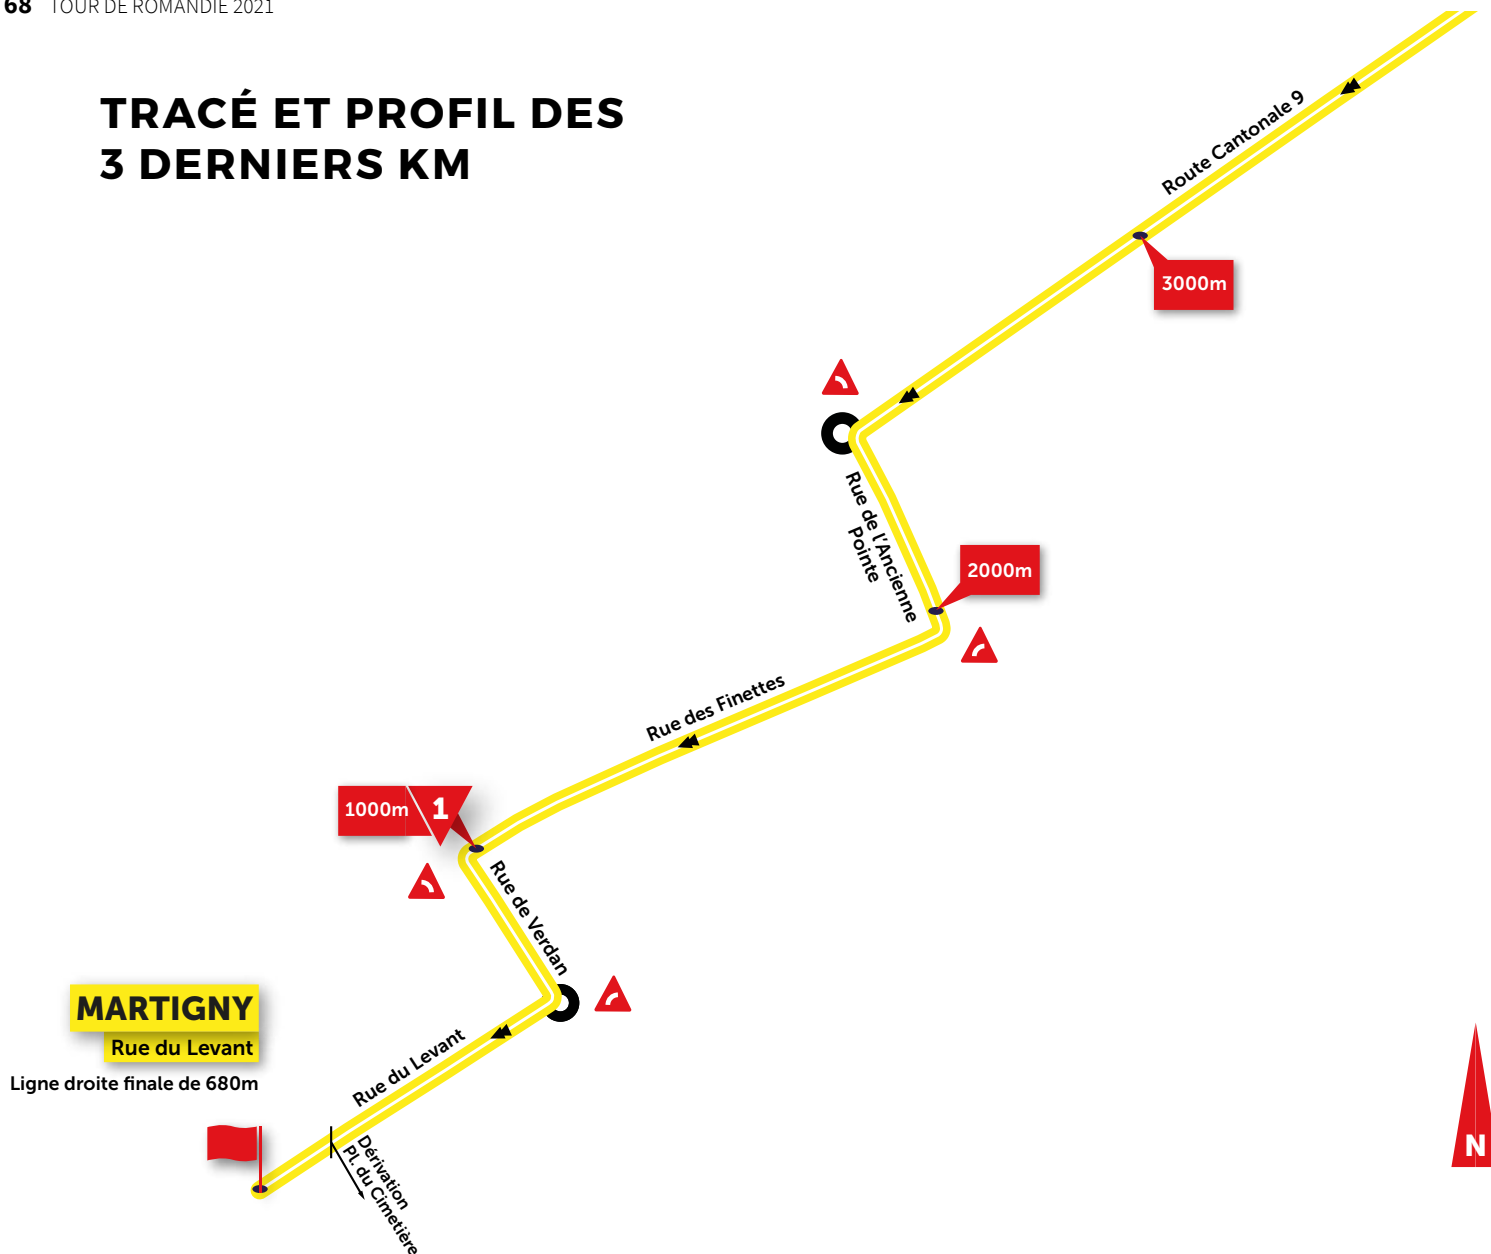 68 TOUR DE ROMANDIE 2021
TRACÉ ET PROFIL DES
3 DERNIERS KM
Route Cantonale 9
3000m
Rue de l'Ancienne
Pointe
2000m
Rue des Finettes
1000m 1
Rue de Verdan
MARTIGNY
Rue du Levant
Ligne droite finale de 680m
Rue du Levant
Dérivation
Pl. du Cimetière
N